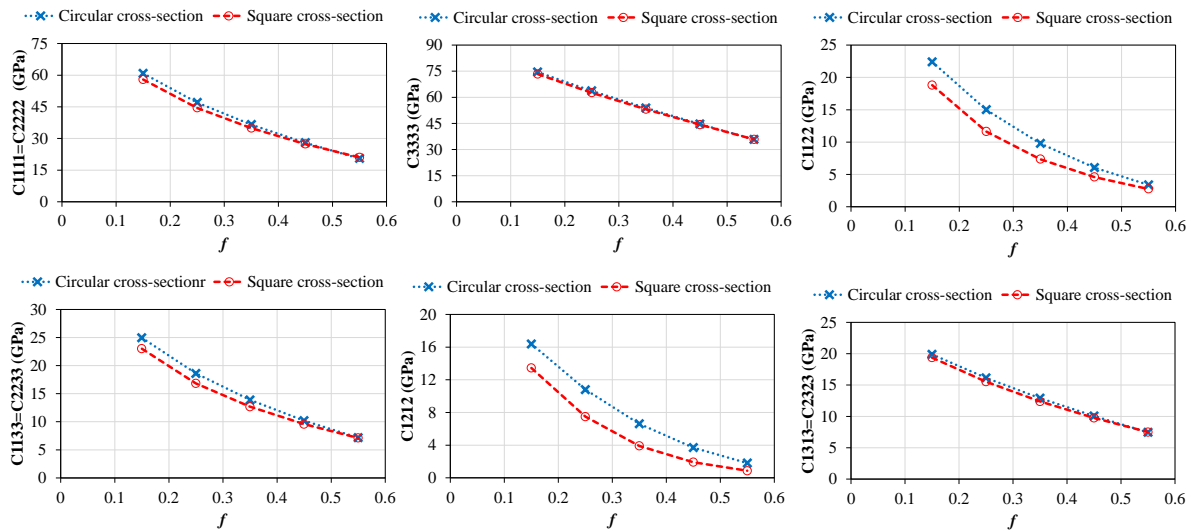 Circular cross-section Square cross-section
C1111=C2222 (GPa)
75
60
45
30
15
0
0 0.1 0.2 0.3 0.4 0.5 0.6
f
Circular cross-section Square cross-section
C3333 (GPa)
90
75
60
45
30
15
0
0 0.1 0.2 0.3 0.4 0.5 0.6
f
Circular cross-section Square cross-section
C1122 (GPa)
25
20
15
10
5
0
0 0.1 0.2 0.3 0.4 0.5 0.6
f
Circular cross-sectionr Square cross-section
C1133=C2233 (GPa)
30
25
20
15
10
5
0
0 0.1 0.2 0.3 0.4 0.5 0.6
f
Circular cross-section Square cross-section
C1212 (GPa)
20
16
12
8
4
0
0 0.1 0.2 0.3 0.4 0.5 0.6
f
Circular cross-section Square cross-section
C1313=C2323 (GPa)
25
20
15
10
5
0
0 0.1 0.2 0.3 0.4 0.5 0.6
f